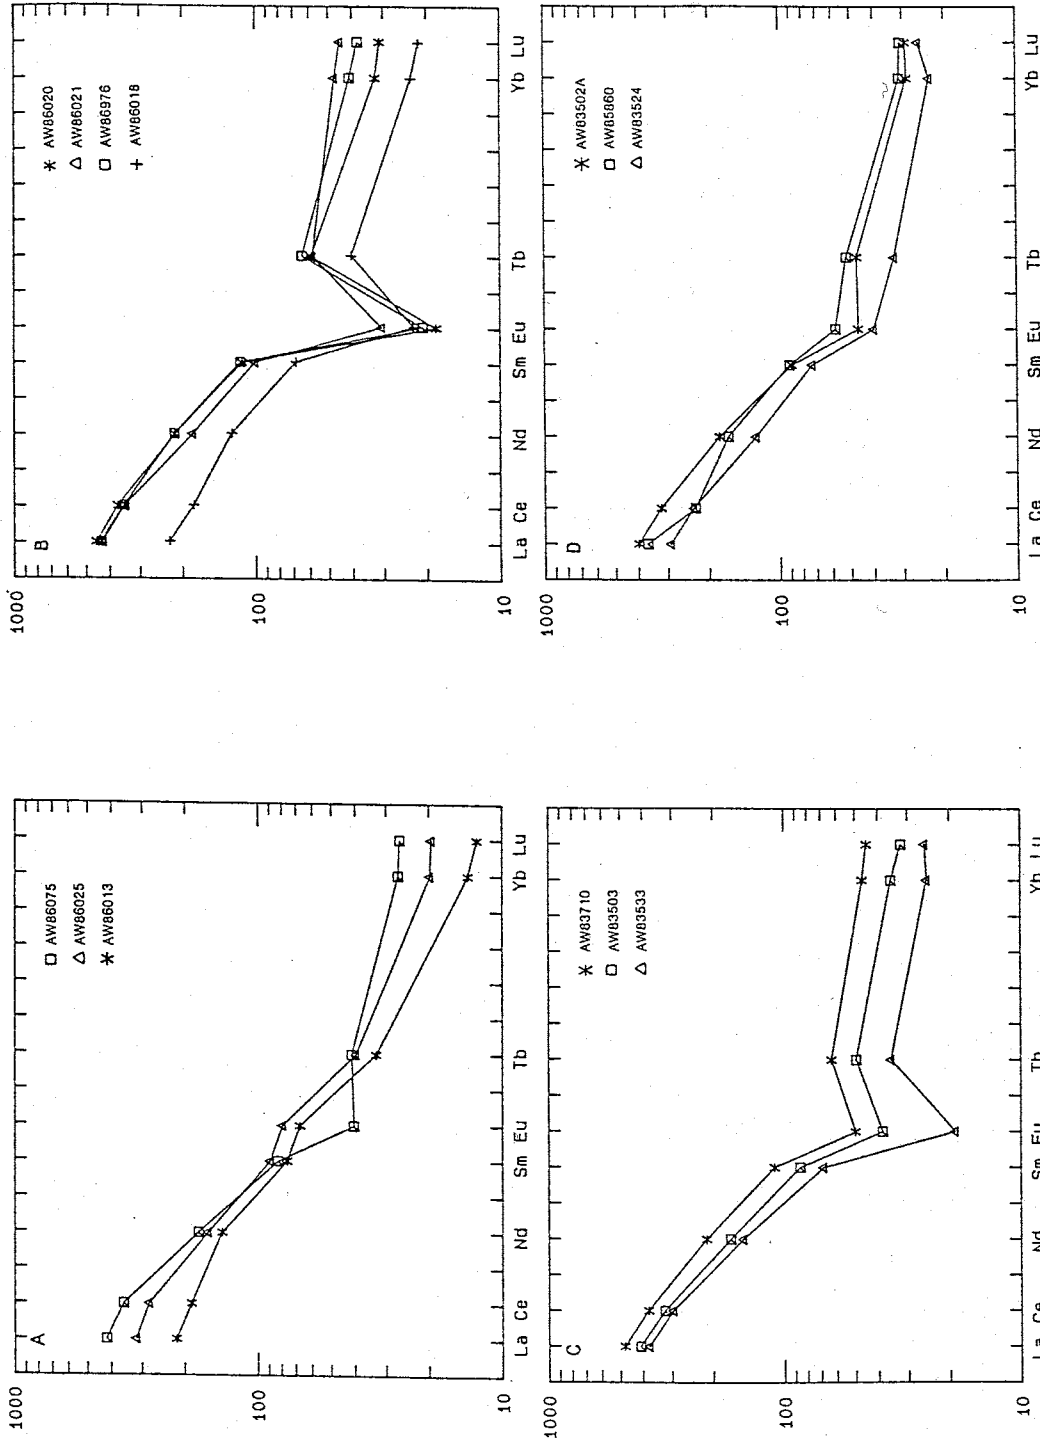 A
1000
100
10
□ AW86075
△ AW86025
* AW86013
La Ce Nd Sm Eu Tb Yb Lu
B
1000
100
10
* AW86020
△ AW86021
□ AW86976
+ AW86018
La Ce Nd Sm Eu Tb Yb Lu
C
1000
100
10
* AW83710
□ AW83503
△ AW83533
La Ce Nd Sm Eu Tb Yb Lu
D
1000
100
10
* AW83502A
□ AW85860
△ AW83524
La Ce Nd Sm Eu Tb Yb Lu